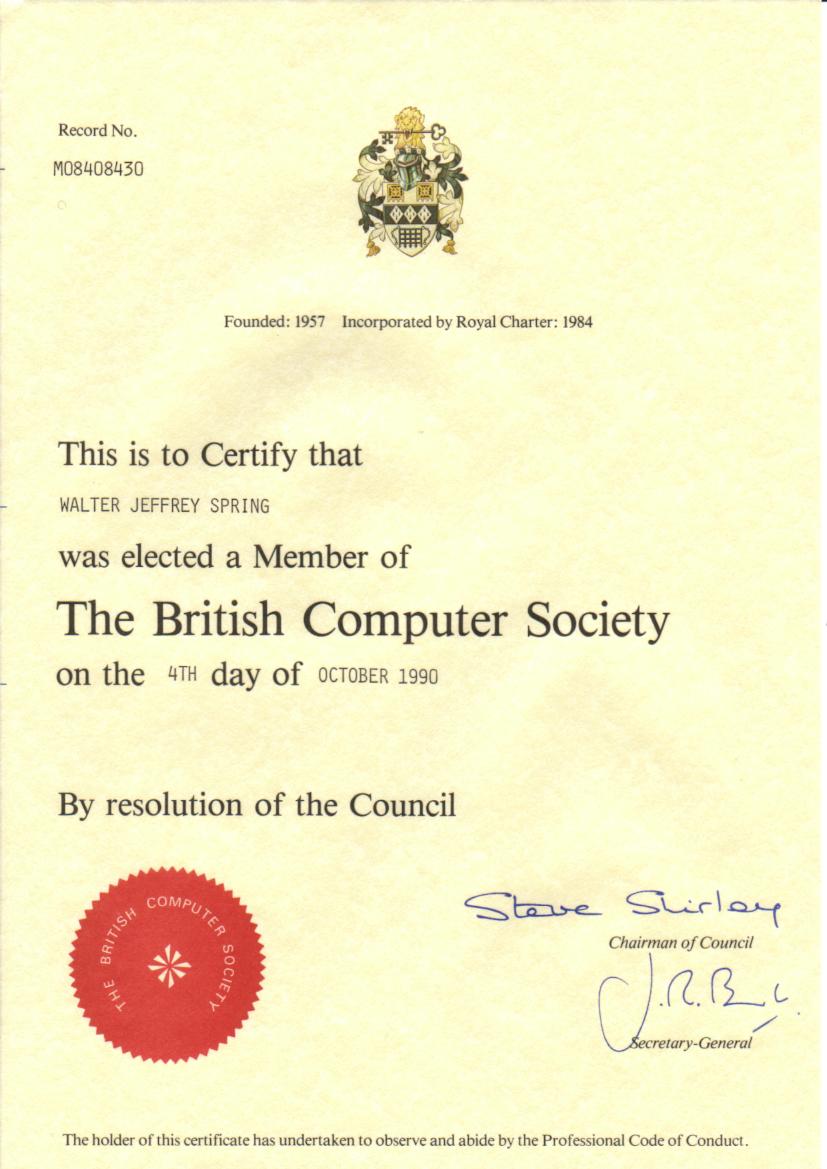 Record No.
M08408430
Founded: 1957 Incorporated by Royal Charter: 1984
This is to Certify that
WALTER JEFFREY SPRING
was elected a Member of
The British Computer Society
on the 4TH day of OCTOBER 1990
By resolution of the Council
THE BRITISH COMPUTER SOCIETY
Steve Shirley
Chairman of Council
J.R.
Secretary-General
The holder of this certificate has undertaken to observe and abide by the Professional Code of Conduct.